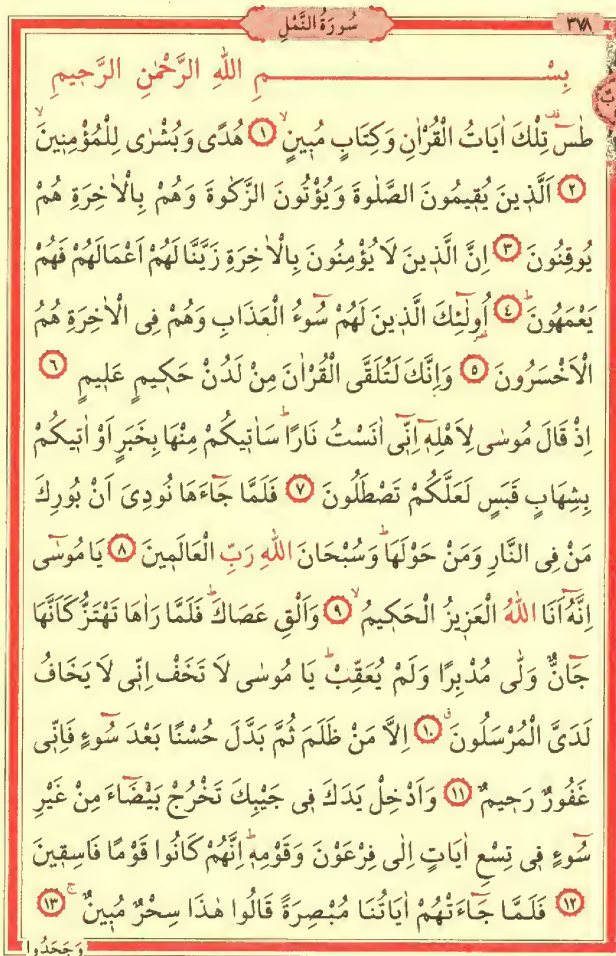 سُورَةُ النَّمْلِ ٣٧٨
بِسْمِ اللهِ الرَّحْمٰنِ الرَّحٖيمِ
طٰسٓ تِلْكَ اٰيَاتُ الْقُرْاٰنِ وَكِتَابٍ مُبٖينٍ ١ هُدًى وَبُشْرٰى لِلْمُؤْمِنٖينَ
٢ اَلَّذٖينَ يُقٖيمُونَ الصَّلٰوةَ وَيُؤْتُونَ الزَّكٰوةَ وَهُمْ بِالْاٰخِرَةِ هُمْ
يُوقِنُونَ ٣ اِنَّ الَّذٖينَ لَا يُؤْمِنُونَ بِالْاٰخِرَةِ زَيَّنَّا لَهُمْ اَعْمَالَهُمْ فَهُمْ
يَعْمَهُونَ ٤ اُولٰٓئِكَ الَّذٖينَ لَهُمْ سُٓوءُ الْعَذَابِ وَهُمْ فِى الْاٰخِرَةِ هُمُ
الْاَخْسَرُونَ ٥ وَاِنَّكَ لَتُلَقَّى الْقُرْاٰنَ مِنْ لَدُنْ حَكٖيمٍ عَلٖيمٍ ٦
اِذْ قَالَ مُوسٰى لِاَهْلِهٖٓ اِنّٖٓى اٰنَسْتُ نَارًا سَاٰتٖيكُمْ مِنْهَا بِخَبَرٍ اَوْ اٰتٖيكُمْ
بِشِهَابٍ قَبَسٍ لَعَلَّكُمْ تَصْطَلُونَ ٧ فَلَمَّا جَٓاءَهَا نُودِىَ اَنْ بُورِكَ
مَنْ فِى النَّارِ وَمَنْ حَوْلَهَا وَسُبْحَانَ اللهِ رَبِّ الْعَالَمٖينَ ٨ يَا مُوسٰٓى
اِنَّهُٓ اَنَا اللهُ الْعَزٖيزُ الْحَكٖيمُ ٩ وَاَلْقِ عَصَاكَ فَلَمَّا رَاٰهَا تَهْتَزُّ كَاَنَّهَا
جَٓانٌّ وَلّٰى مُدْبِرًا وَلَمْ يُعَقِّبْ يَا مُوسٰى لَا تَخَفْ اِنّٖى لَا يَخَافُ
لَدَىَّ الْمُرْسَلُونَ ١٠ اِلَّا مَنْ ظَلَمَ ثُمَّ بَدَّلَ حُسْنًا بَعْدَ سُٓوءٍ فَاِنّٖى
غَفُورٌ رَحٖيمٌ ١١ وَاَدْخِلْ يَدَكَ فٖى جَيْبِكَ تَخْرُجْ بَيْضَٓاءَ مِنْ غَيْرِ
سُٓوءٍ فٖى تِسْعِ اٰيَاتٍ اِلٰى فِرْعَوْنَ وَقَوْمِهٖ اِنَّهُمْ كَانُوا قَوْمًا فَاسِقٖينَ
١٢ فَلَمَّا جَٓاءَتْهُمْ اٰيَاتُنَا مُبْصِرَةً قَالُوا هٰذَا سِحْرٌ مُبٖينٌ ١٣
وَجَحَدُوا